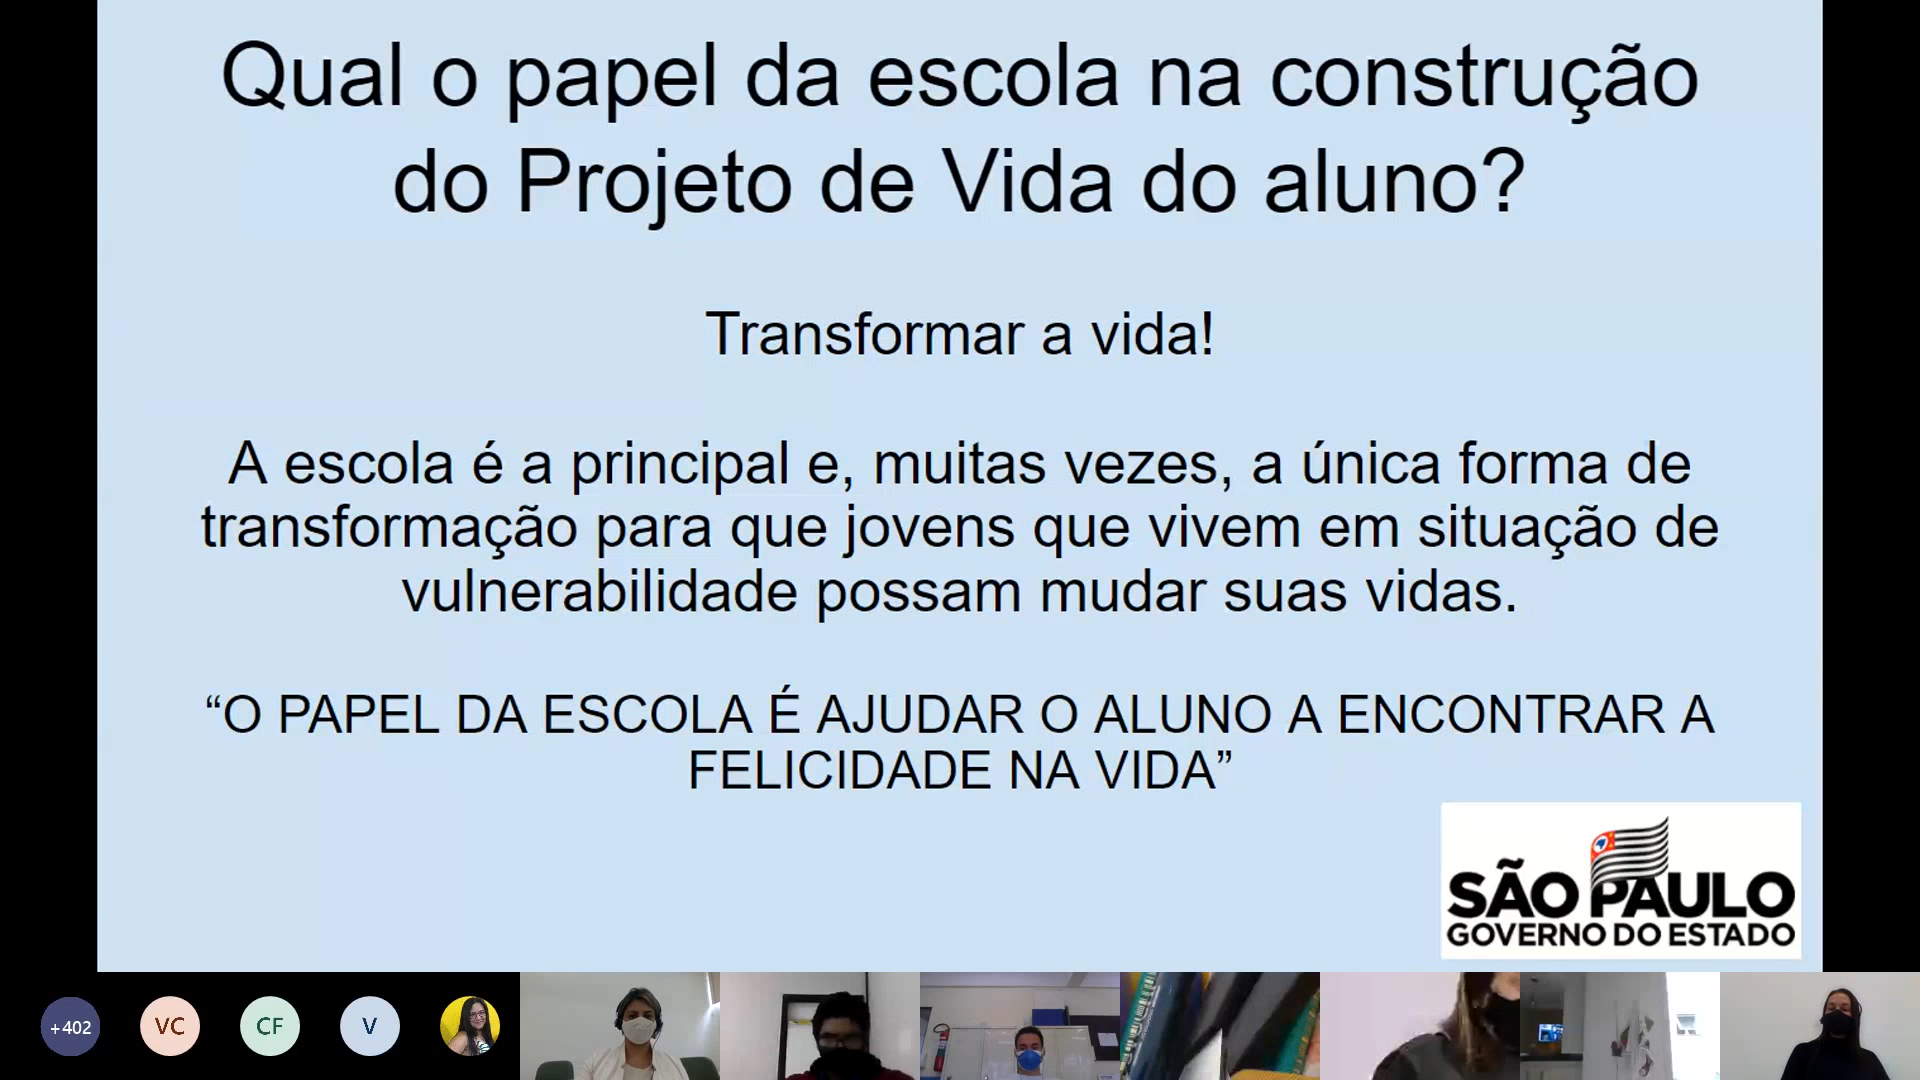 Qual o papel da escola na construção
do Projeto de Vida do aluno?
Transformar a vida!
A escola é a principal e, muitas vezes, a única forma de
transformação para que jovens que vivem em situação de
vulnerabilidade possam mudar suas vidas.
“O PAPEL DA ESCOLA É AJUDAR O ALUNO A ENCONTRAR A
FELICIDADE NA VIDA”
SÃO PAULO
GOVERNO DO ESTADO
+402
VC
CF
V